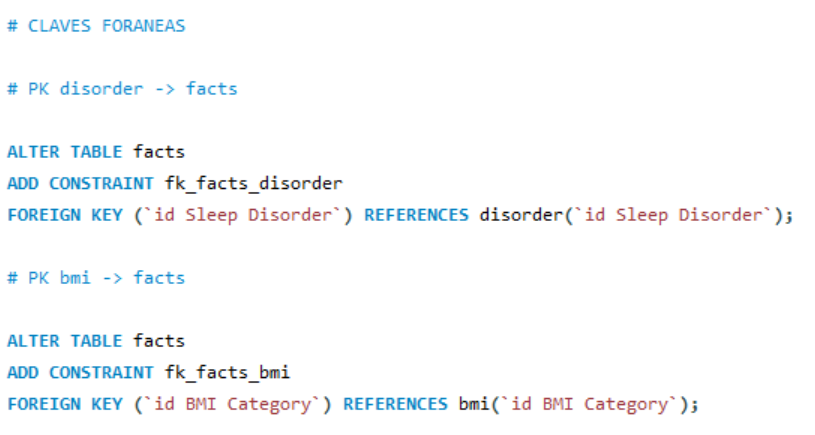 # CLAVES FORANEAS
# PK disorder -> facts
ALTER TABLE facts
ADD CONSTRAINT fk_facts_disorder
FOREIGN KEY (`id Sleep Disorder`) REFERENCES disorder(`id Sleep Disorder`);
# PK bmi -> facts
ALTER TABLE facts
ADD CONSTRAINT fk_facts_bmi
FOREIGN KEY (`id BMI Category`) REFERENCES bmi(`id BMI Category`);